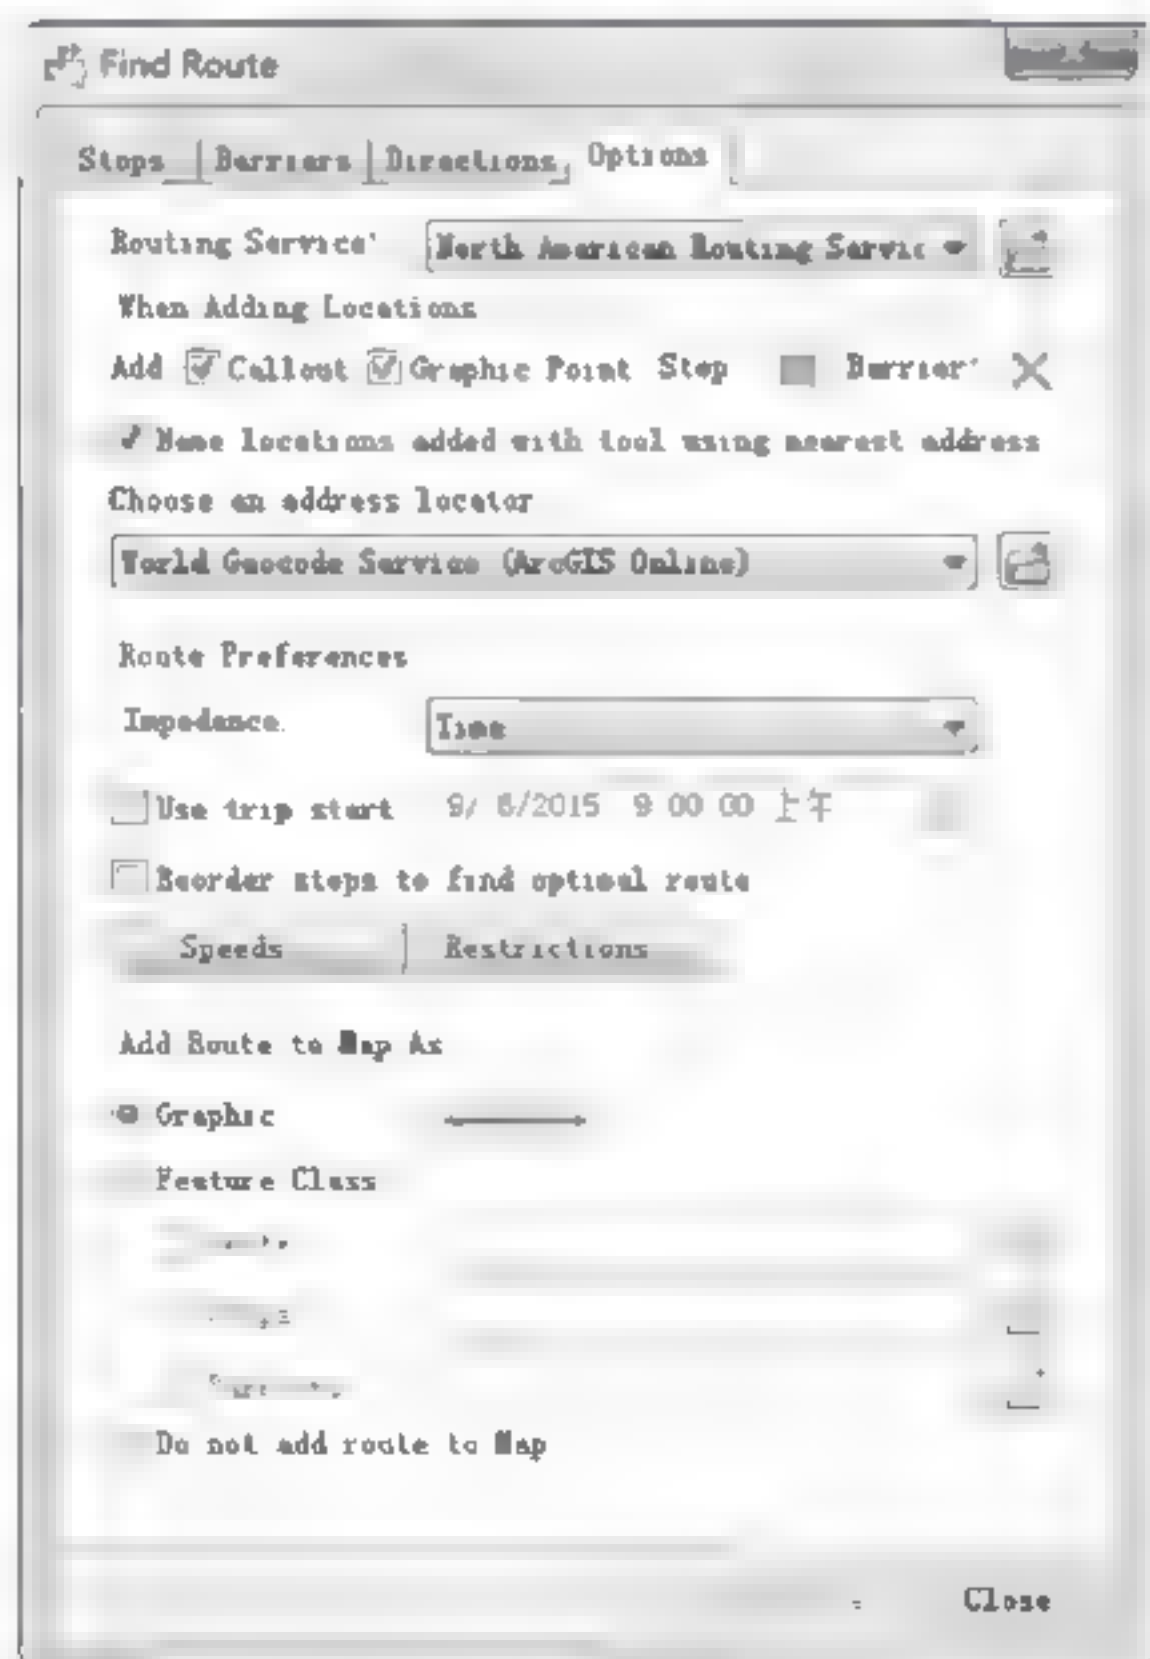 Find Route
Stops Barriers Directions Options
Routing Service: North American Routing Servic
When Adding Locations
Add Callout Graphic Point Stop Barrier:
Name locations added with tool using nearest address
Choose an address locator
World Geocode Service (ArcGIS Online)
Route Preferences
Impedance. Time
Use trip start 9/ 6/2015 9 00 00 上午
Reorder stops to find optimal route
Speeds Restrictions
Add Route to Map As
Graphic
Feature Class
Do not add route to Map
Close